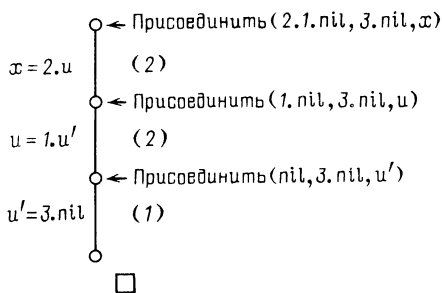 Присоединить(2.1.nil, 3.nil, x)
x=2.u (2)
Присоединить(1.nil, 3.nil, u)
u=1.u′ (2)
Присоединить(nil, 3.nil, u′)
u′=3.nil (1)